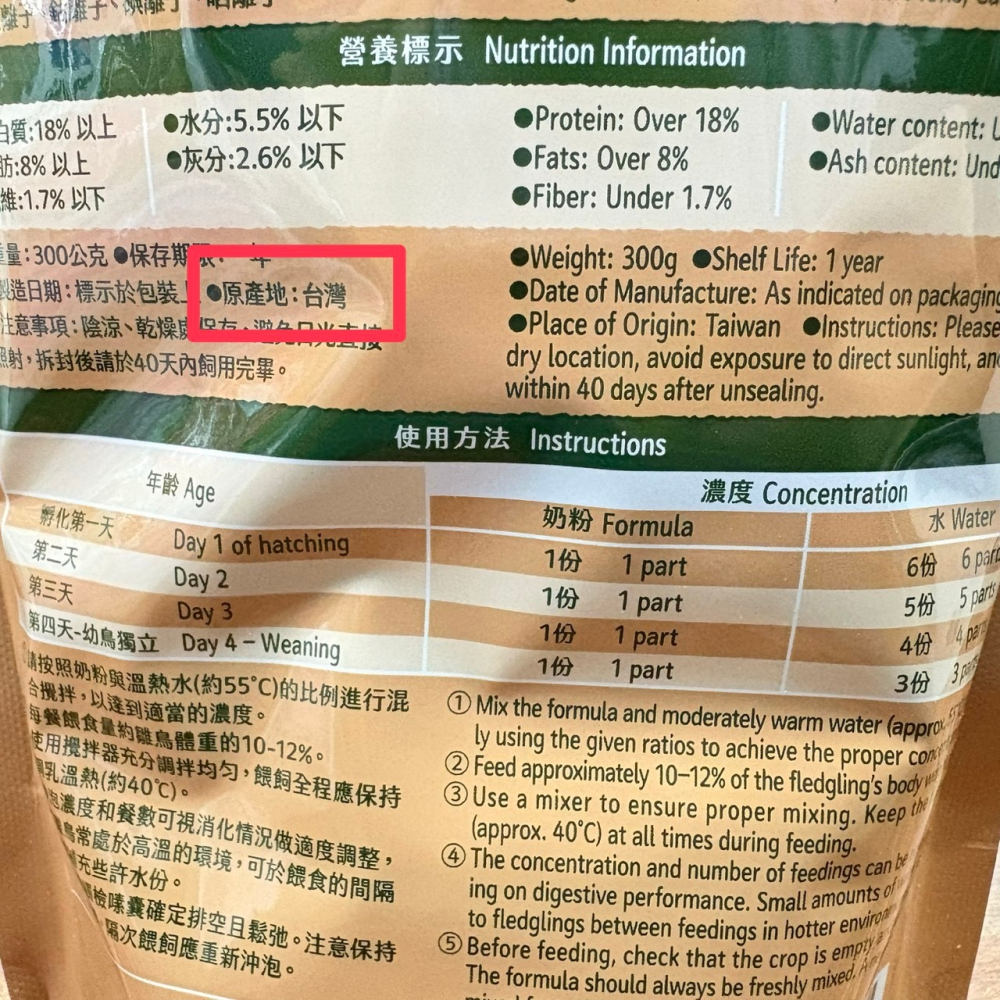 營養標示 Nutrition Information
白質:18% 以上
肪:8% 以上
維:1.7% 以下
●水分:5.5% 以下
●灰分:2.6% 以下
●Protein: Over 18%
●Fats: Over 8%
●Fiber: Under 1.7%
●Water content:
●Ash content: Und
重量:300公克 ●保存期限:一年
製造日期:標示於包裝上 ●原產地:台灣
注意事項:陰涼、乾燥處保存,避免日光直接
照射,拆封後請於40天內飼用完畢。
●Weight: 300g ●Shelf Life: 1 year
●Date of Manufacture: As indicated on packaging
●Place of Origin: Taiwan ●Instructions: Please
dry location, avoid exposure to direct sunlight, and
within 40 days after unsealing.
使用方法 Instructions
年齡 Age
濃度 Concentration
奶粉 Formula 水 Water
孵化第一天 Day 1 of hatching 1份 1 part 6份 6 parts
第二天 Day 2 1份 1 part 5份 5 parts
第三天 Day 3 1份 1 part 4份 4 parts
第四天-幼鳥獨立 Day 4 – Weaning 1份 1 part 3份 3 parts
請按照奶粉與溫熱水(約55°C)的比例進行混
合攪拌,以達到適當的濃度。
每餐餵食量約雛鳥體重的10-12%。
使用攪拌器充分調拌均勻,餵飼全程應保持
乳溫熱(約40°C)。
濃度和餐數可視消化情況做適度調整,
鳥常處於高溫的環境,可於餵食的間隔
補充些許水份。
檢嗉囊確定排空且鬆弛。注意保持
隔次餵飼應重新沖泡。
① Mix the formula and moderately warm water (approx. 55°C)
ly using the given ratios to achieve the proper
② Feed approximately 10–12% of the fledgling's body
③ Use a mixer to ensure proper mixing. Keep the
(approx. 40°C) at all times during feeding.
④ The concentration and number of feedings can be
ing on digestive performance. Small amounts of
to fledglings between feedings in hotter
⑤ Before feeding, check that the crop is empty
The formula should always be freshly mixed.